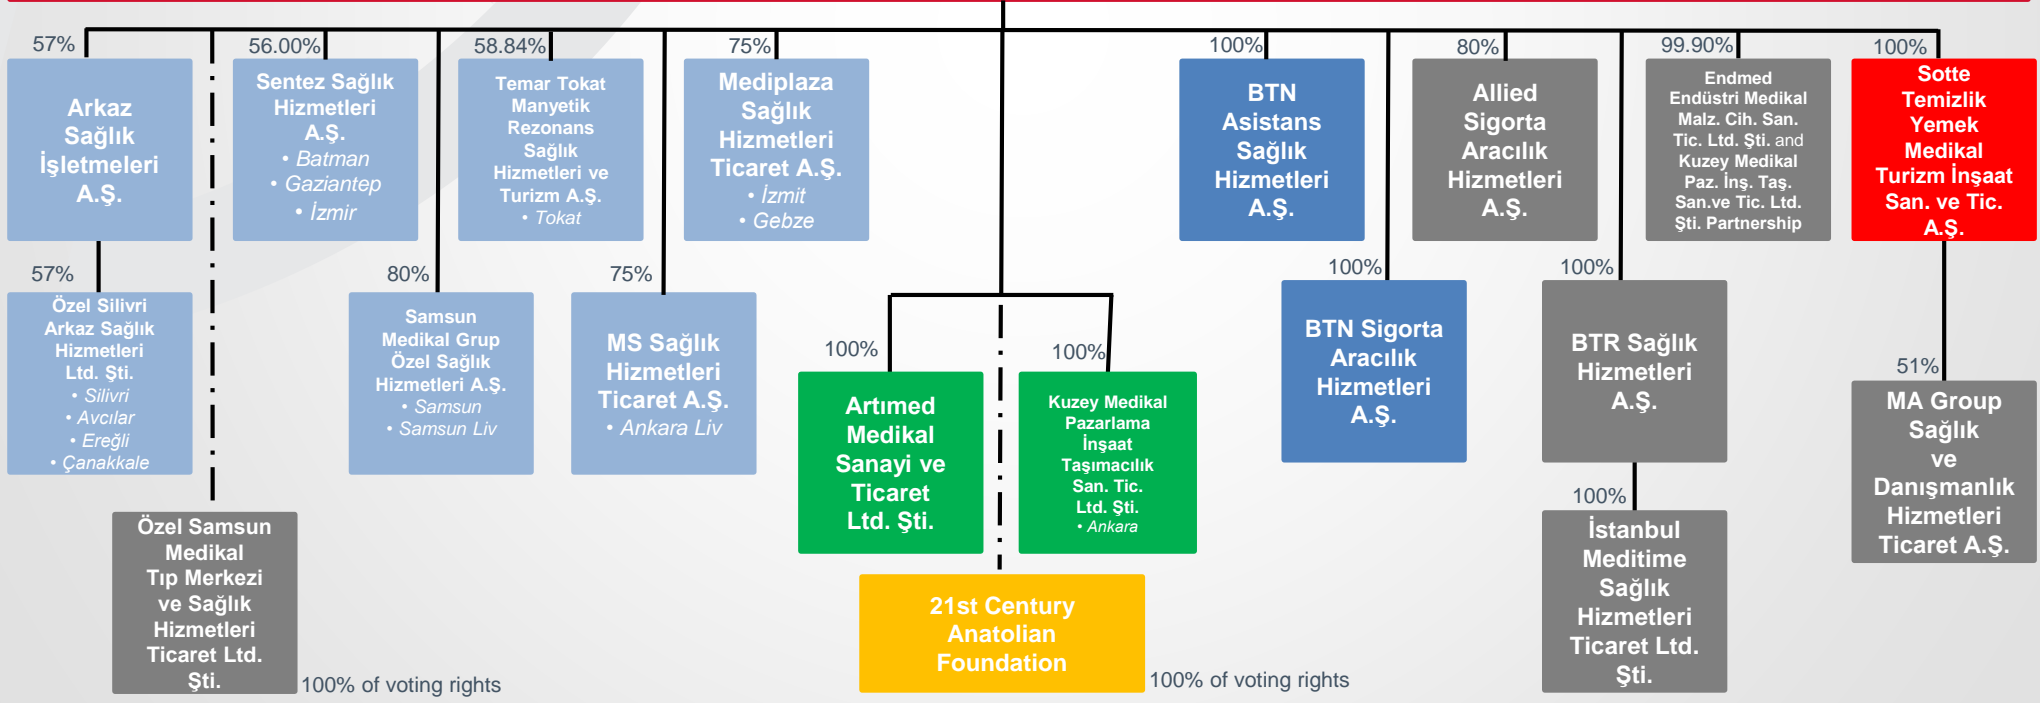 57%
Arkaz
Sağlık
İşletmeleri
A.Ş.
56.00%
Sentez Sağlık
Hizmetleri
A.Ş.
• Batman
• Gaziantep
• İzmir
58.84%
Temar Tokat
Manyetik
Rezonans
Sağlık
Hizmetleri ve
Turizm A.Ş.
• Tokat
75%
Mediplaza
Sağlık
Hizmetleri
Ticaret A.Ş.
• İzmit
• Gebze
100%
BTN
Asistans
Sağlık
Hizmetleri
A.Ş.
80%
Allied
Sigorta
Aracılık
Hizmetleri
A.Ş.
99.90%
Endmed
Endüstri Medikal
Malz. Cih. San.
Tic. Ltd. Şti. and
Kuzey Medikal
Paz. İnş. Taş.
San.ve Tic. Ltd.
Şti. Partnership
100%
Sotte
Temizlik
Yemek
Medikal
Turizm İnşaat
San. ve Tic.
A.Ş.
57%
Özel Silivri
Arkaz Sağlık
Hizmetleri
Ltd. Şti.
• Silivri
• Avcılar
• Ereğli
• Çanakkale
80%
Samsun
Medikal Grup
Özel Sağlık
Hizmetleri A.Ş.
• Samsun
• Samsun Liv
75%
MS Sağlık
Hizmetleri
Ticaret A.Ş.
• Ankara Liv
100%
Artımed
Medikal
Sanayi ve
Ticaret
Ltd. Şti.
100%
Kuzey Medikal
Pazarlama
İnşaat
Taşımacılık
San. Tic.
Ltd. Şti.
• Ankara
100%
BTN Sigorta
Aracılık
Hizmetleri
A.Ş.
100%
BTR Sağlık
Hizmetleri
A.Ş.
51%
MA Group
Sağlık
ve
Danışmanlık
Hizmetleri
Ticaret A.Ş.
Özel Samsun
Medikal
Tıp Merkezi
ve Sağlık
Hizmetleri
Ticaret Ltd.
Şti.
100% of voting rights
21st Century
Anatolian
Foundation
100% of voting rights
100%
İstanbul
Meditime
Sağlık
Hizmetleri
Ticaret Ltd.
Şti.